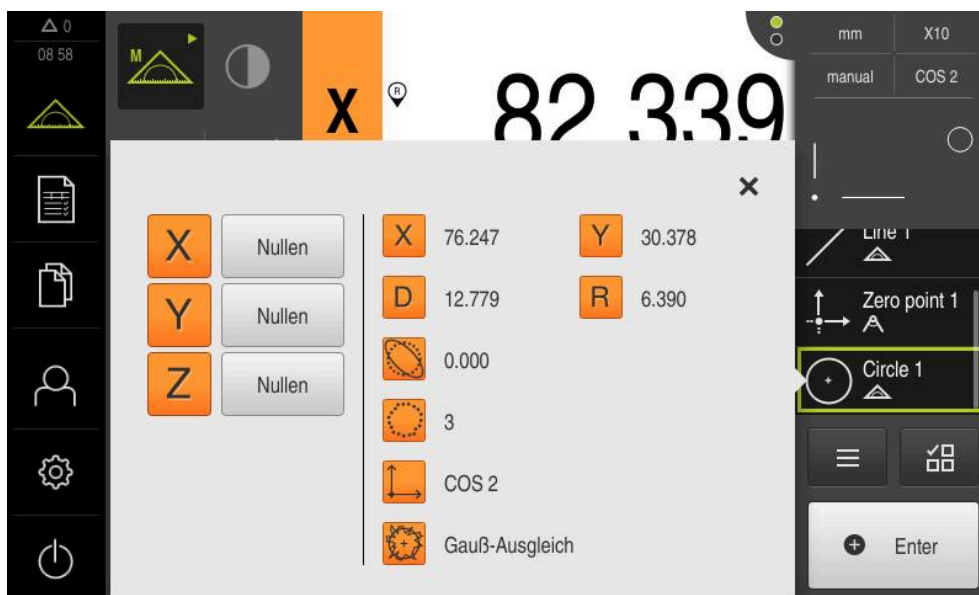 0
08 58
M
X
R
82.339
mm
X10
manual
COS 2
X
Nullen
Y
Nullen
Z
Nullen
X
76.247
Y
30.378
D
12.779
R
6.390
0.000
3
COS 2
Gauß-Ausgleich
Line 1
Zero point 1
Circle 1
Enter